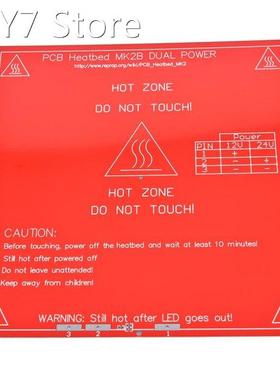 Y7 Store
PCB Heatbed MK2B DUAL POWER
http://www.reprap.org/wiki/PCB_Heatbed_MK2
HOT ZONE
DO NOT TOUCH!
Power
PIN 12V 24V
1 +
2 - +
3 - -
HOT ZONE
DO NOT TOUCH!
CAUTION:
Before touching, power off the heatbed and wait at least 10 minutes!
Still hot after powered off
Do not leave unattended!
Keep away from children!
WARNING: Still hot after LED goes out!
3 2 1